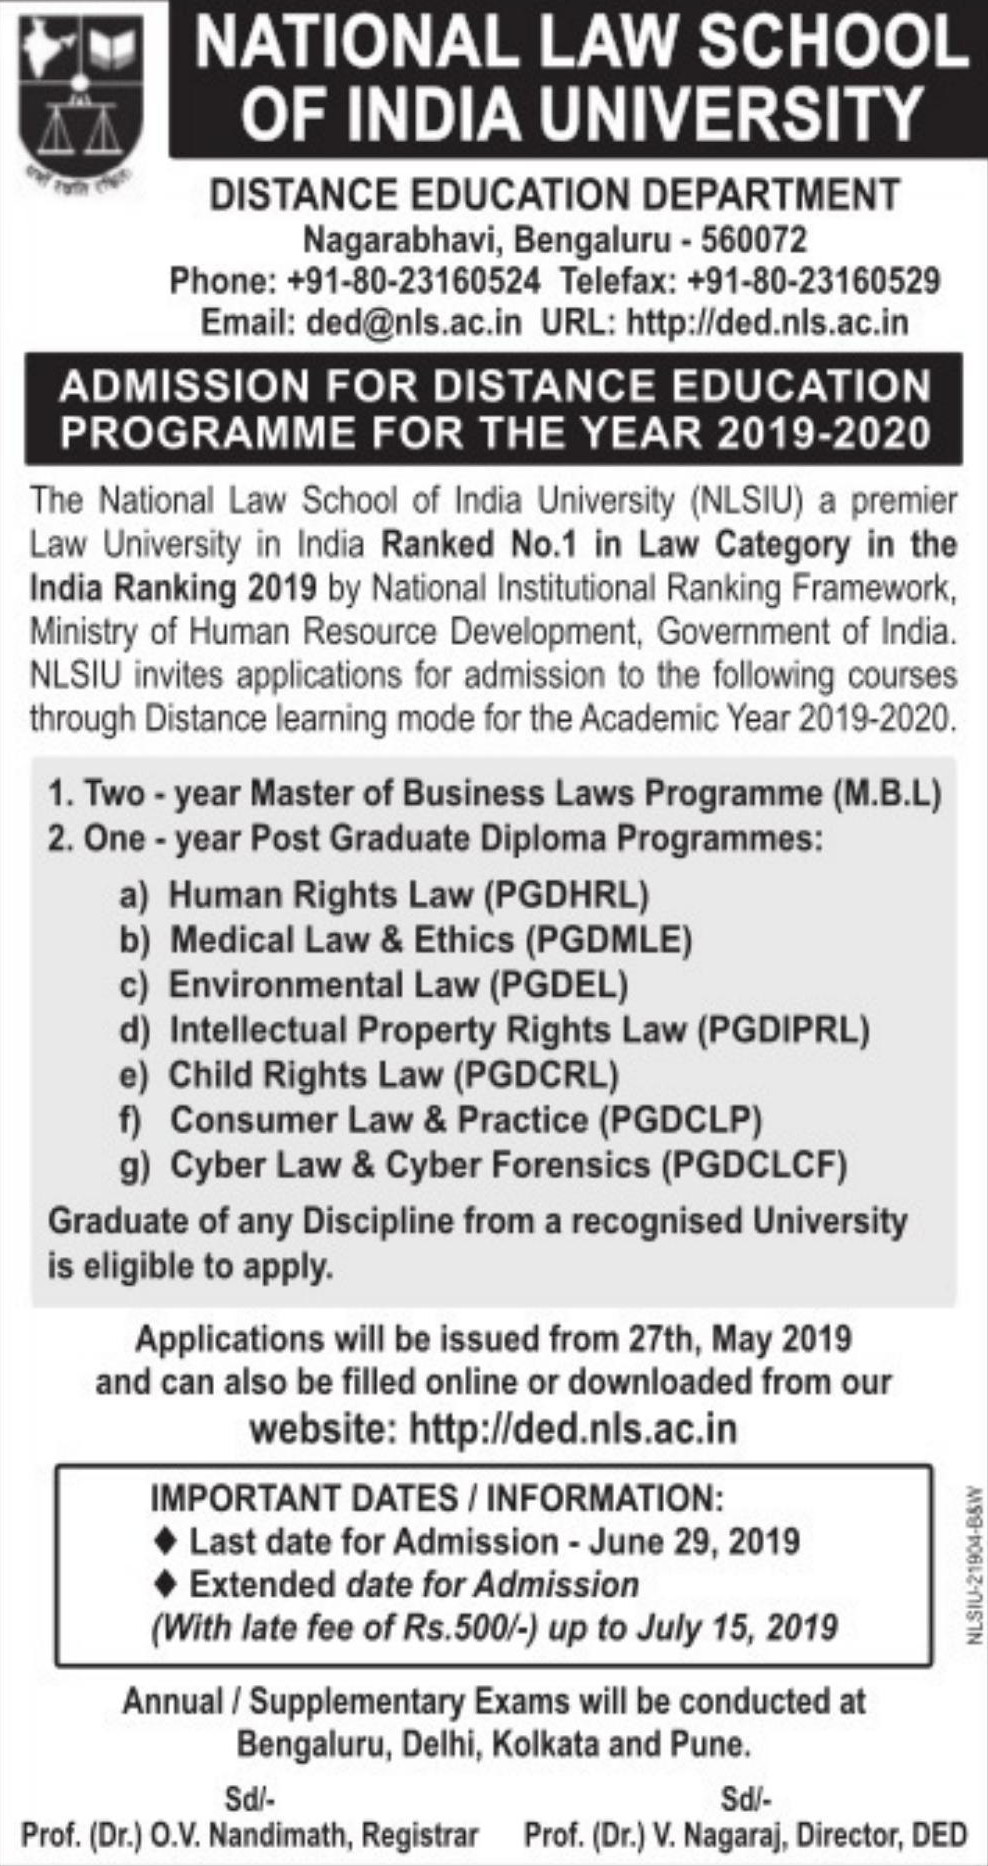 NATIONAL LAW SCHOOL
OF INDIA UNIVERSITY
DISTANCE EDUCATION DEPARTMENT
Nagarabhavi, Bengaluru - 560072
Phone: +91-80-23160524 Telefax: +91-80-23160529
Email: ded@nls.ac.in URL: http://ded.nls.ac.in
ADMISSION FOR DISTANCE EDUCATION
PROGRAMME FOR THE YEAR 2019-2020
The National Law School of India University (NLSIU) a premier
Law University in India Ranked No.1 in Law Category in the
India Ranking 2019 by National Institutional Ranking Framework,
Ministry of Human Resource Development, Government of India.
NLSIU invites applications for admission to the following courses
through Distance learning mode for the Academic Year 2019-2020.
1. Two - year Master of Business Laws Programme (M.B.L)
2. One - year Post Graduate Diploma Programmes:
a) Human Rights Law (PGDHRL)
b) Medical Law & Ethics (PGDMLE)
c) Environmental Law (PGDEL)
d) Intellectual Property Rights Law (PGDIPRL)
e) Child Rights Law (PGDCRL)
f) Consumer Law & Practice (PGDCLP)
g) Cyber Law & Cyber Forensics (PGDCLCF)
Graduate of any Discipline from a recognised University
is eligible to apply.
Applications will be issued from 27th, May 2019
and can also be filled online or downloaded from our
website: http://ded.nls.ac.in
IMPORTANT DATES / INFORMATION:
♦ Last date for Admission - June 29, 2019
♦ Extended date for Admission
(With late fee of Rs.500/-) up to July 15, 2019
NLSIU-21904-B&W
Annual / Supplementary Exams will be conducted at
Bengaluru, Delhi, Kolkata and Pune.
Sd/- Sd/-
Prof. (Dr.) O.V. Nandimath, Registrar Prof. (Dr.) V. Nagaraj, Director, DED